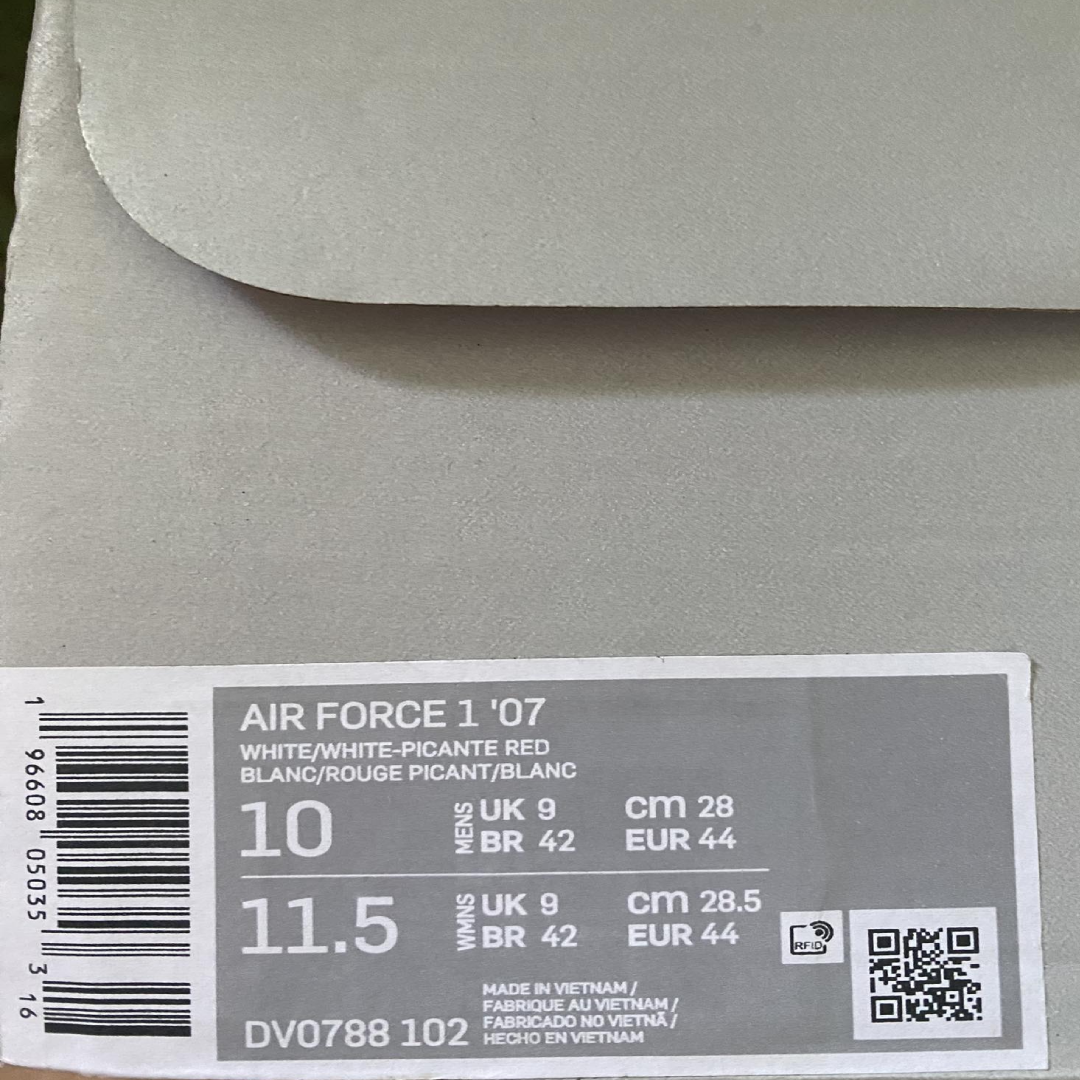 AIR FORCE 1 '07
WHITE/WHITE-PICANTE RED
BLANC/ROUGE PICANT/BLANC
10 MENS UK 9 cm 28
BR 42 EUR 44
11.5 WMNS UK 9 cm 28.5
BR 42 EUR 44
RFID
MADE IN VIETNAM /
FABRIQUE AU VIETNAM /
FABRICADO NO VIETNÃ /
HECHO EN VIETNAM
DV0788 102
1 96608 05035 3 16